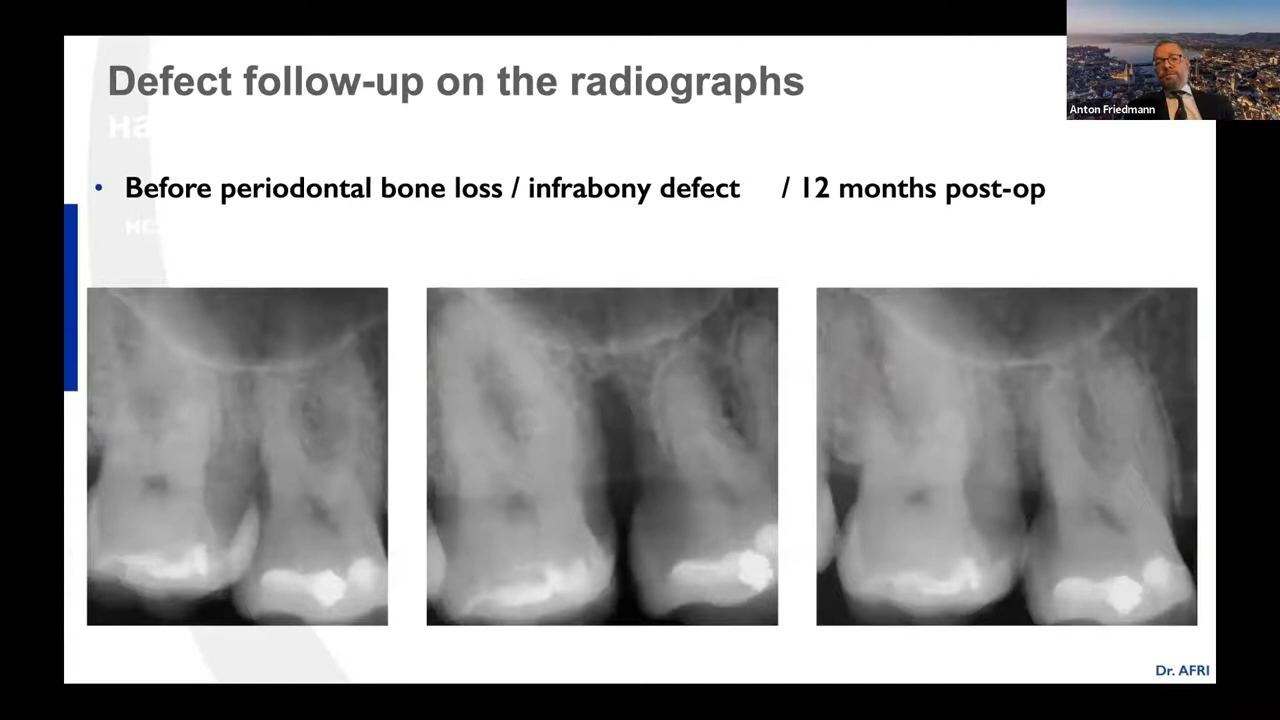 Defect follow-up on the radiographs
Anton Friedmann
• Before periodontal bone loss / infrabony defect / 12 months post-op
Dr. AFRI